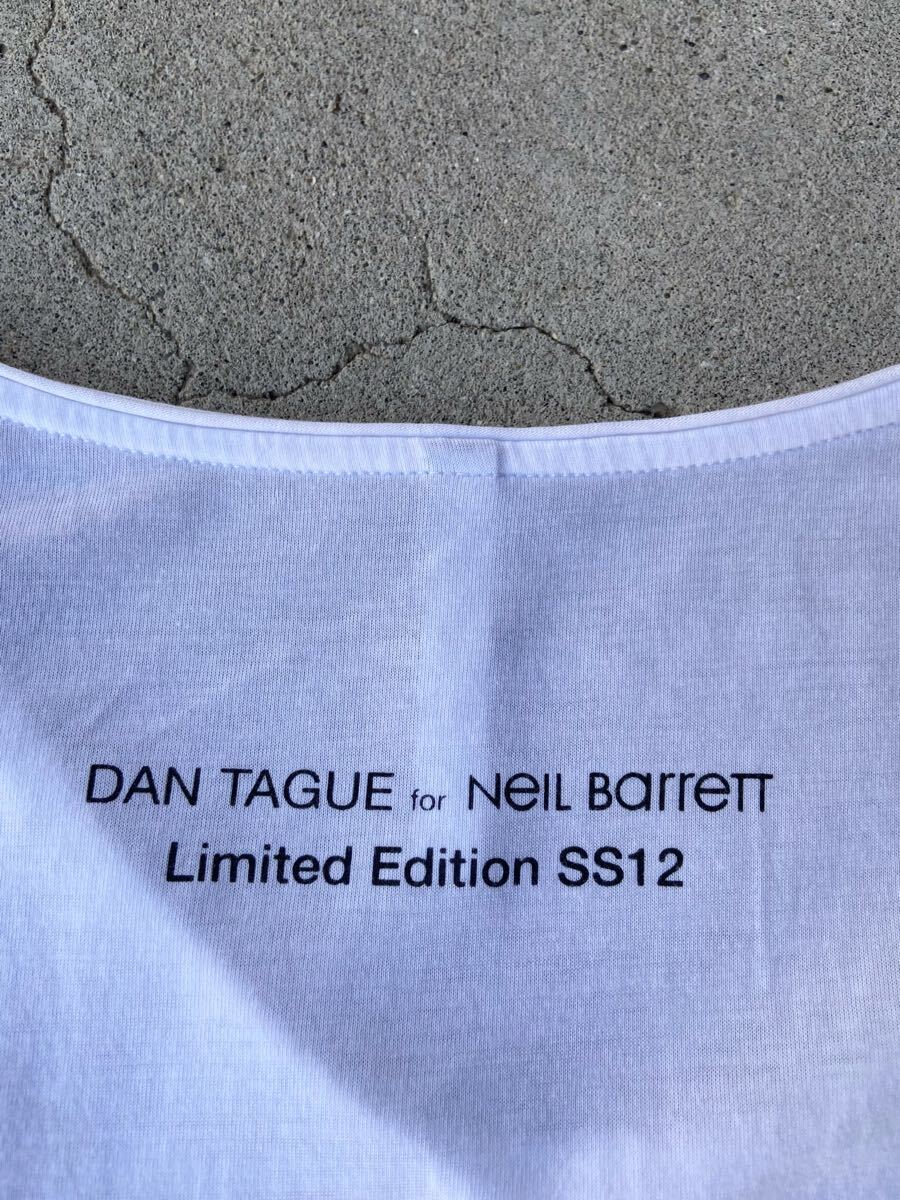 DAN TAGUE for NeIL BarreTT
Limited Edition SS12